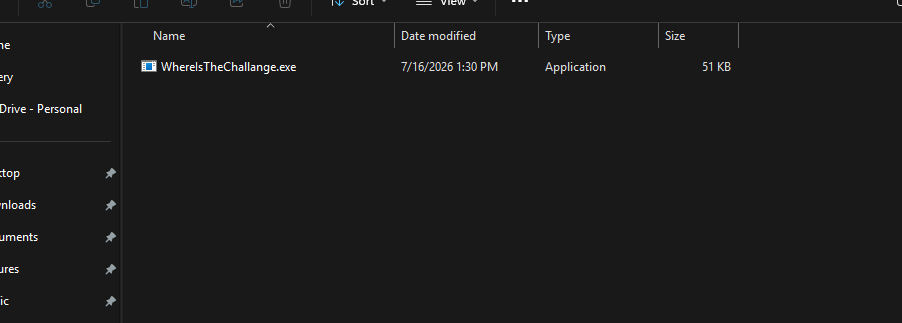 Sort
View
Name
Date modified
Type
Size
WhereIsTheChallange.exe
7/16/2026 1:30 PM
Application
51 KB
Drive - Personal